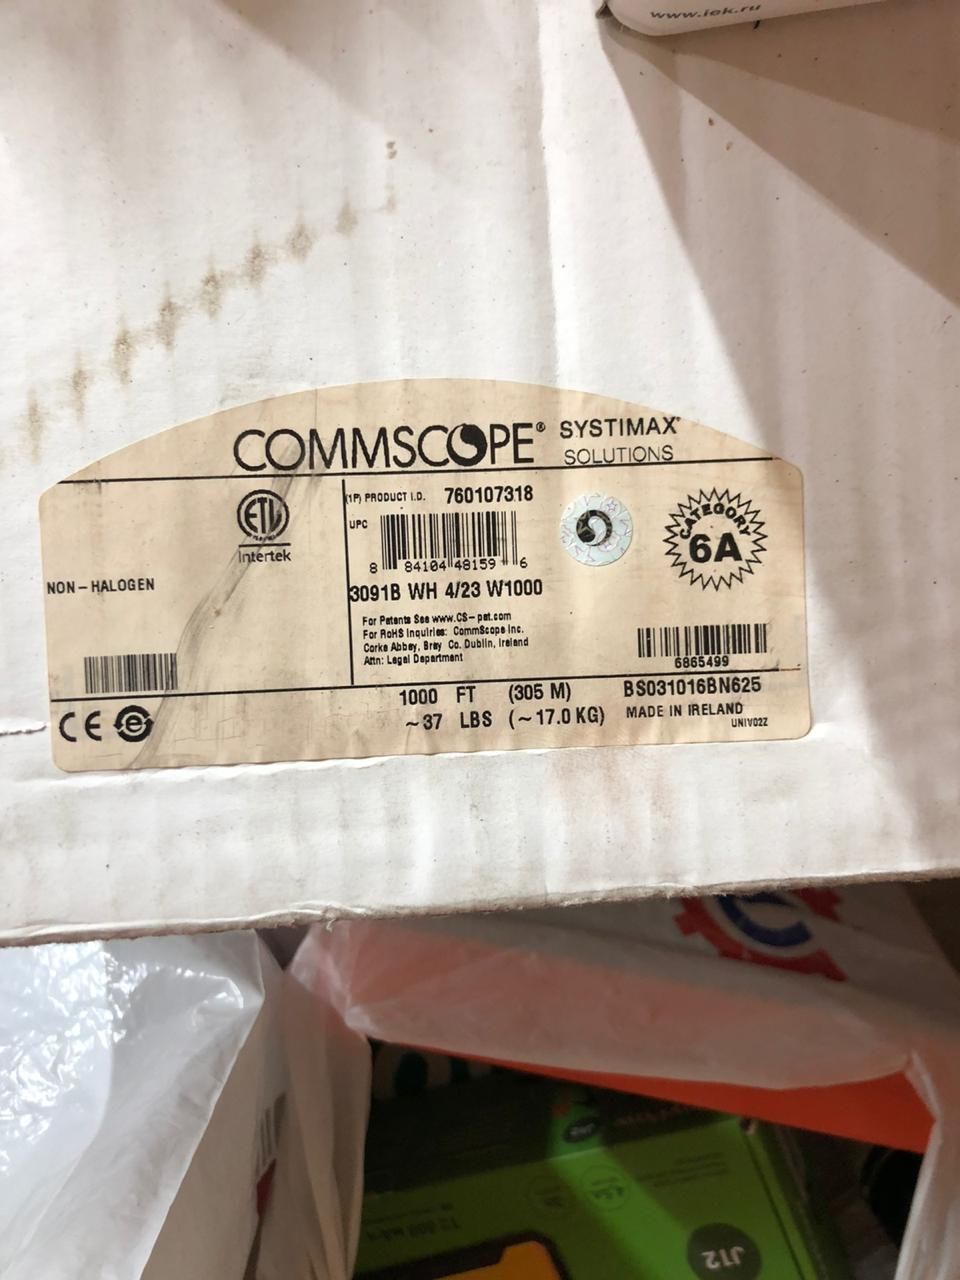 www.iek.ru
COMMSCOPE® SYSTIMAX®
SOLUTIONS
ETL
Intertek
NON-HALOGEN
(1P) PRODUCT I.D. 760107318
UPC
8 84104 48159 6
3091B WH 4/23 W1000
For Patents See www.CS-pat.com
For RoHS Inquiries: CommScope Inc.
Corke Abbey, Bray Co. Dublin, Ireland
Attn: Legal Department
CATEGORY
6A
6865499
CE e
1000 FT (305 M)
~37 LBS (~17.0 KG)
BS031016BN625
MADE IN IRELAND
UNIV02Z
J12